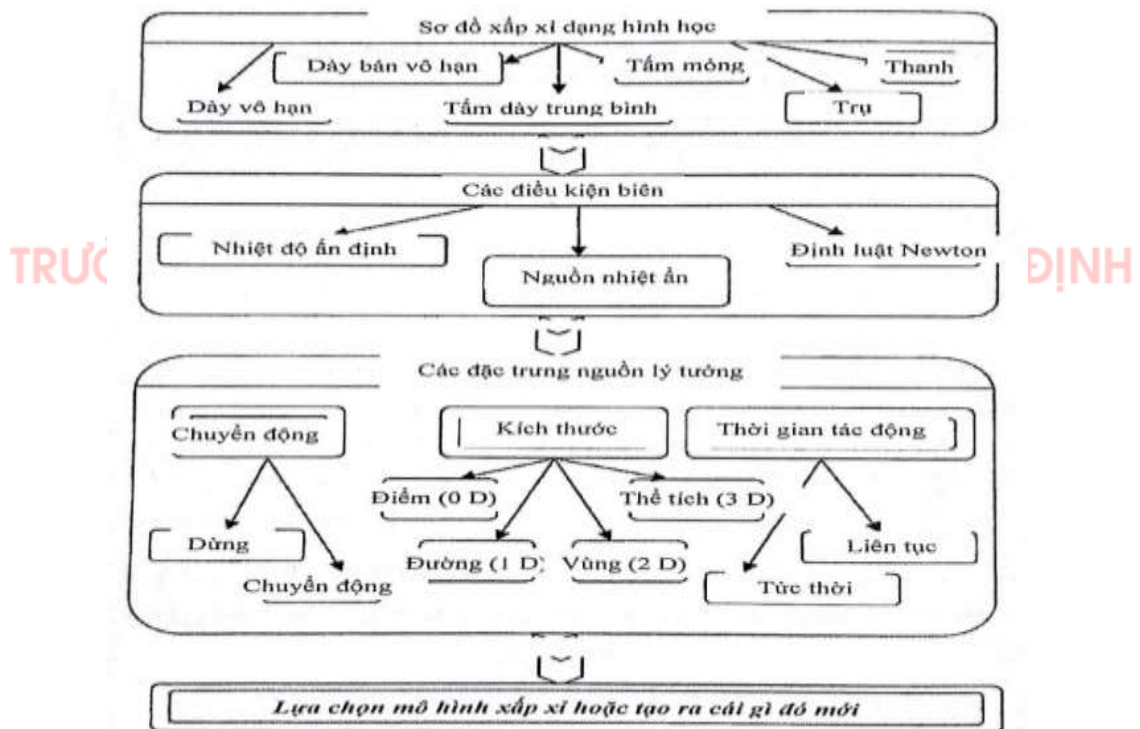 Sơ đồ xấp xỉ dạng hình học
Dày bán vô hạn
Tấm mỏng
Thanh
Dày vô hạn
Tấm dày trung bình
Trụ
Các điều kiện biên
Nhiệt độ ấn định
Định luật Newton
Nguồn nhiệt ẩn
ĐỊNH
Các đặc trưng nguồn lý tưởng
Chuyển động
Kích thước
Thời gian tác động
Điểm (0 D)
Thể tích (3 D)
Dừng
Đường (1 D)
Vùng (2 D)
Liên tục
Chuyển động
Tức thời
Lựa chọn mô hình xấp xỉ hoặc tạo ra cái gì đó mới